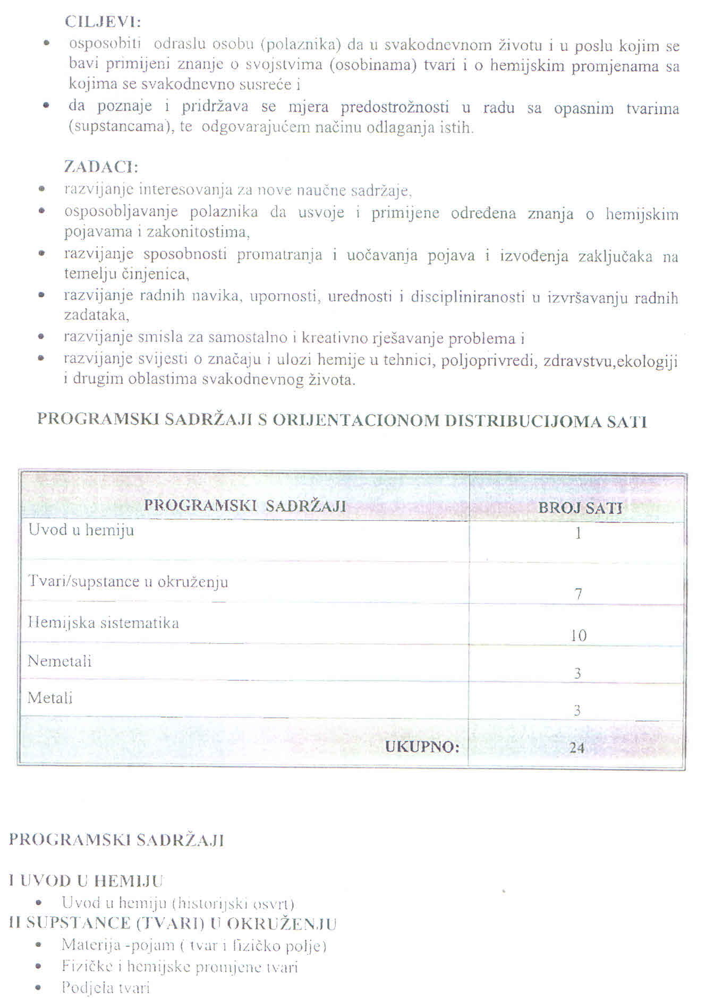 CILJEVI:
• osposobiti odraslu osobu (polaznika) da u svakodnevnom životu i u poslu kojim se
bavi primijeni znanje o svojstvima (osobinama) tvari i o hemijskim promjenama sa
kojima se svakodnevno susreće i
• da poznaje i pridržava se mjera predostrožnosti u radu sa opasnim tvarima
(supstancama), te odgovarajućem načinu odlaganja istih.
ZADACI:
• razvijanje interesovanja za nove naučne sadržaje,
• osposobljavanje polaznika da usvoje i primijene određena znanja o hemijskim
pojavama i zakonitostima,
• razvijanje sposobnosti promatranja i uočavanja pojava i izvođenja zaključaka na
temelju činjenica,
• razvijanje radnih navika, upornosti, urednosti i discipliniranosti u izvršavanju radnih
zadataka,
• razvijanje smisla za samostalno i kreativno rješavanje problema i
• razvijanje svijesti o značaju i ulozi hemije u tehnici, poljoprivredi, zdravstvu,ekologiji
i drugim oblastima svakodnevnog života.
PROGRAMSKI SADRŽAJI S ORIJENTACIONOM DISTRIBUCIJOMA SATI
PROGRAMSKI SADRŽAJI BROJ SATI
Uvod u hemiju 1
Tvari/supstance u okruženju 7
Hemijska sistematika 10
Nemetali 3
Metali 3
UKUPNO: 24
PROGRAMSKI SADRŽAJI
I UVOD U HEMIJU
• Uvod u hemiju (historijski osvrt)
II SUPSTANCE (TVARI) U OKRUŽENJU
• Materija -pojam ( tvar i fizičko polje)
• Fizičke i hemijske promjene tvari
• Podjela tvari